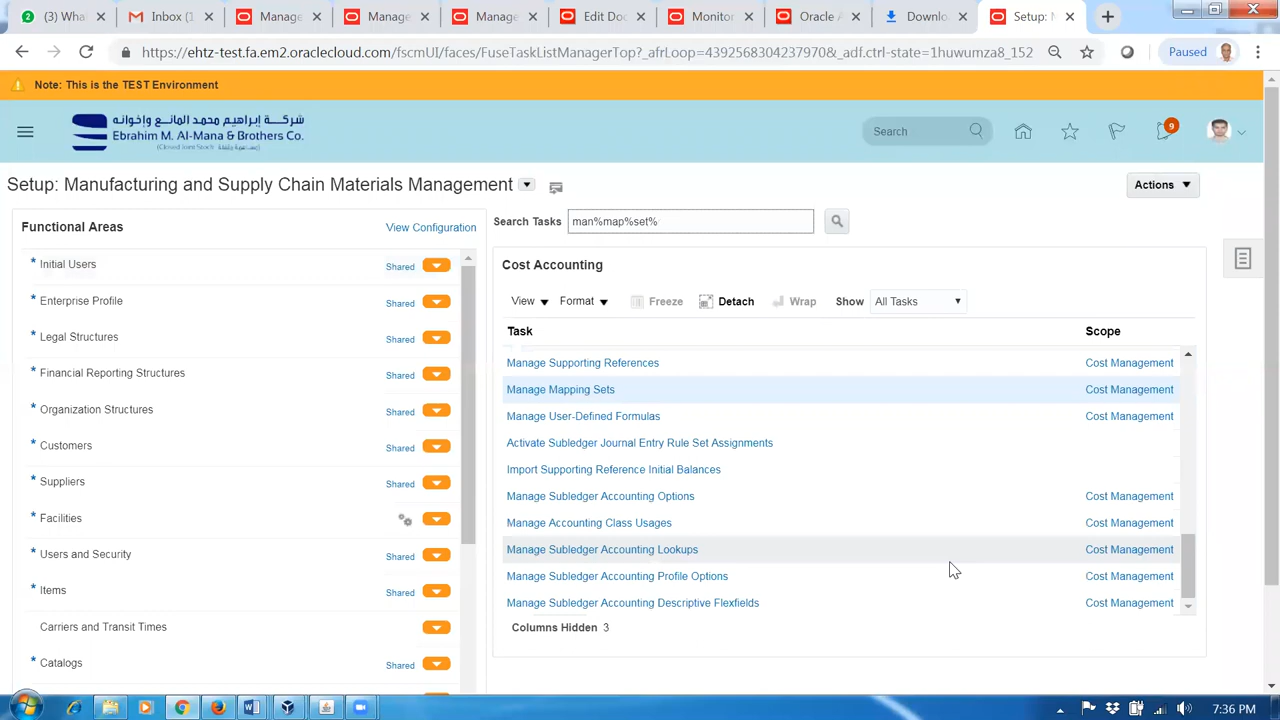 (3) Wha
Inbox (1
Manage
Manage
Manage
Edit Do
Monitor
Oracle A
Downl
Setup: M
https://ehtz-test.fa.em2.oraclecloud.com/fscmUI/faces/FuseTaskListManagerTop?_afrLoop=43925683042379​70&_adf.ctrl-state=1huwumza8_152
Paused
Note: This is the TEST Environment
شركة إبراهيم محمد المانع وإخوانه
Ebrahim M. Al-Mana & Brothers Co.
Search
9
Setup: Manufacturing and Supply Chain Materials Management
Actions
Functional Areas
View Configuration
Search Tasks man%map%set%
Initial Users Shared
Enterprise Profile Shared
Legal Structures Shared
Financial Reporting Structures Shared
Organization Structures Shared
Customers Shared
Suppliers Shared
Facilities
Users and Security Shared
Items Shared
Carriers and Transit Times
Catalogs Shared
Cost Accounting
View Format Freeze Detach Wrap Show All Tasks
Task Scope
Manage Supporting References Cost Management
Manage Mapping Sets Cost Management
Manage User-Defined Formulas Cost Management
Activate Subledger Journal Entry Rule Set Assignments
Import Supporting Reference Initial Balances
Manage Subledger Accounting Options Cost Management
Manage Accounting Class Usages Cost Management
Manage Subledger Accounting Lookups Cost Management
Manage Subledger Accounting Profile Options Cost Management
Manage Subledger Accounting Descriptive Flexfields Cost Management
Columns Hidden 3
7:36 PM